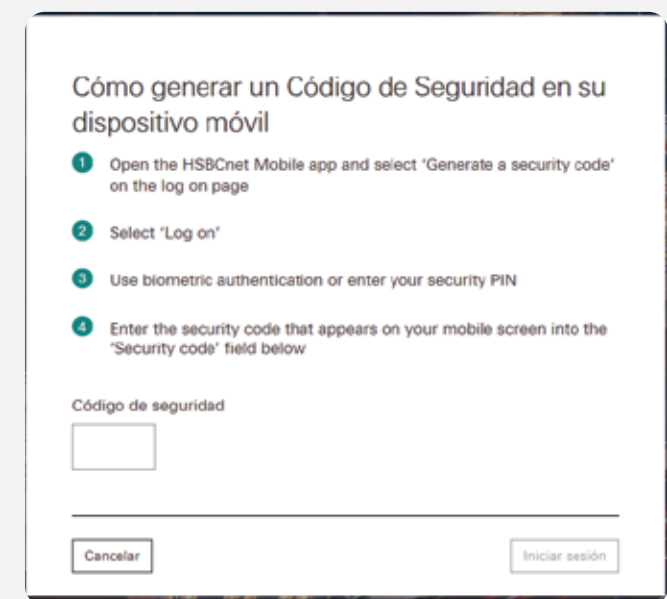 Cómo generar un Código de Seguridad en su
dispositivo móvil
1 Open the HSBCnet Mobile app and select 'Generate a security code'
on the log on page
2 Select 'Log on'
3 Use biometric authentication or enter your security PIN
4 Enter the security code that appears on your mobile screen into the
'Security code' field below
Código de seguridad
Cancelar
Iniciar sesión